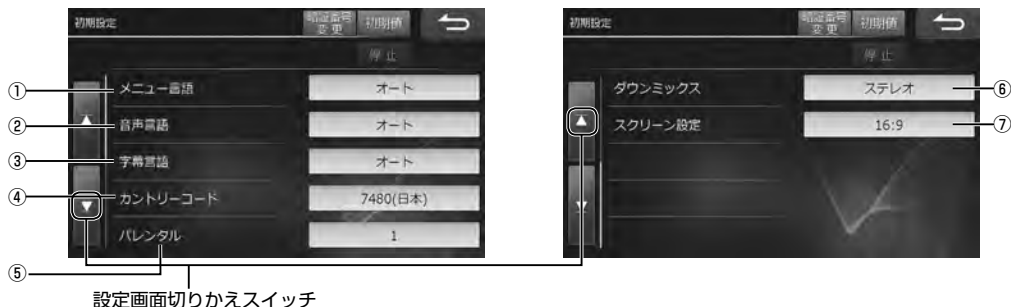 初期設定
認証番号
変更
初期値
停止
① メニュー言語 オート
② 音声言語 オート
③ 字幕言語 オート
④ カントリーコード 7480(日本)
⑤ パレンタル 1
初期設定
認証番号
変更
初期値
停止
ダウンミックス ステレオ ⑥
スクリーン設定 16:9 ⑦
設定画面切りかえスイッチ